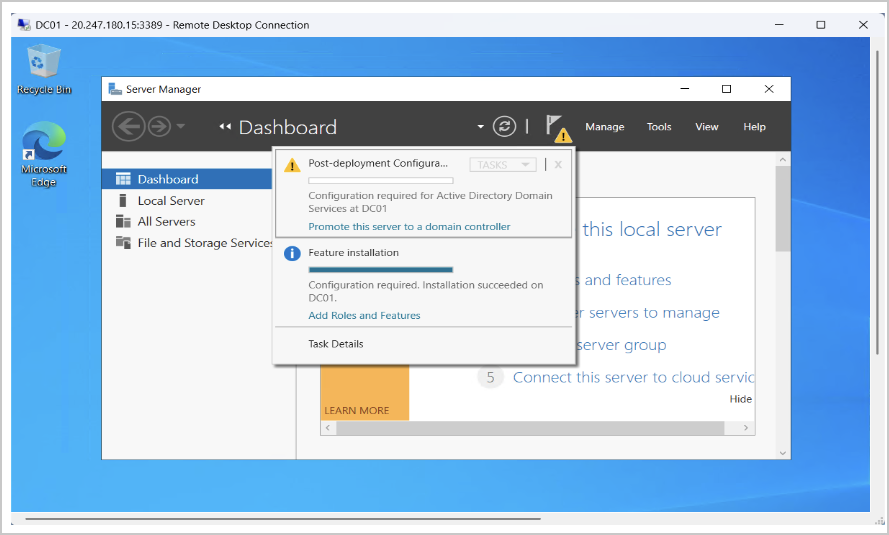 DC01 - 20.247.180.15:3389 - Remote Desktop Connection
Recycle Bin
Microsoft
Edge
Server Manager
Dashboard
Manage
Tools
View
Help
Dashboard
Local Server
All Servers
File and Storage Services
Post-deployment Configura...
TASKS
Configuration required for Active Directory Domain
Services at DC01
Promote this server to a domain controller
Feature installation
Configuration required. Installation succeeded on
DC01.
Add Roles and Features
Task Details
this local server
s and features
er servers to manage
server group
5 Connect this server to cloud servic
Hide
LEARN MORE